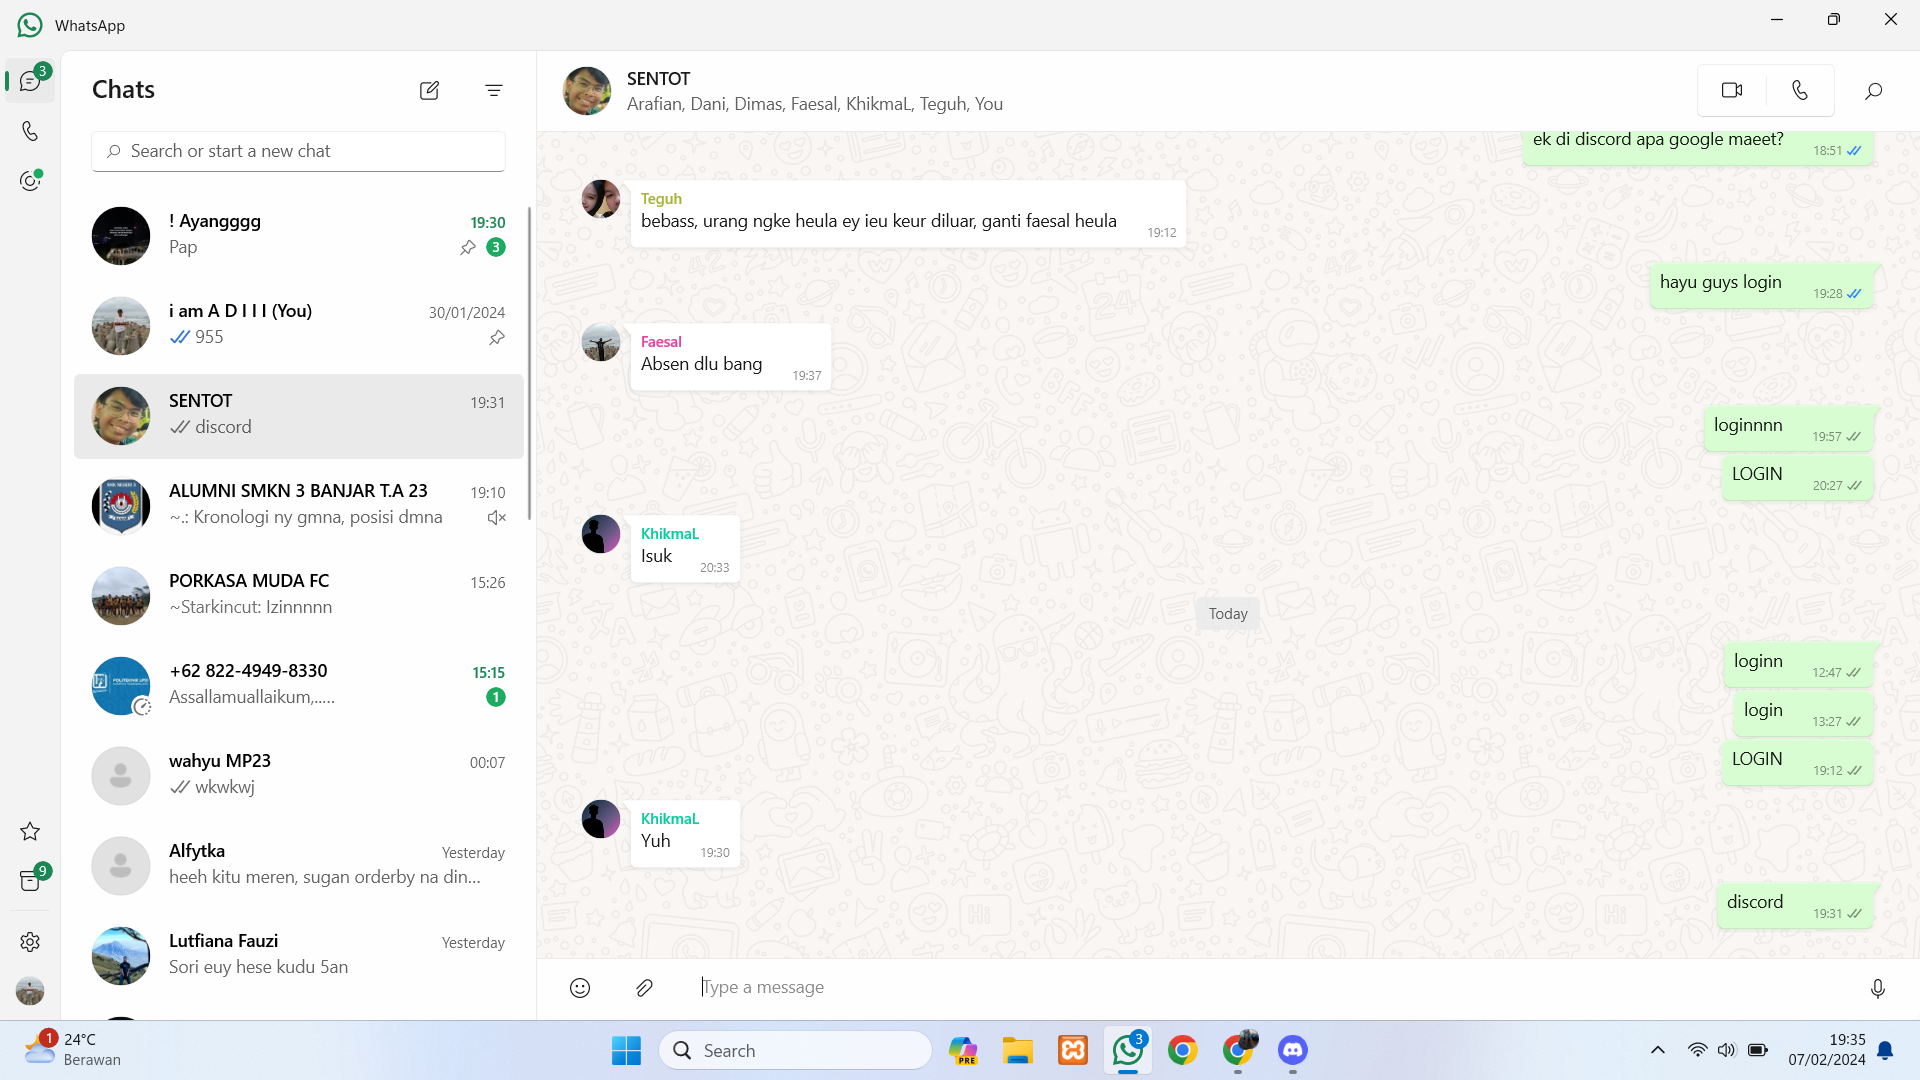 WhatsApp
3
Chats
Search or start a new chat
! Ayangggg
19:30
Pap
3
i am A D I I I (You)
30/01/2024
955
SENTOT
19:31
discord
ALUMNI SMKN 3 BANJAR T.A 23
19:10
~.: Kronologi ny gmna, posisi dmna
PORKASA MUDA FC
15:26
~Starkincut: Izinnnnn
+62 822-4949-8330
15:15
Assallamuallaikum,.....
1
wahyu MP23
00:07
wkwkwj
Alfytka
Yesterday
heeh kitu meren, sugan orderby na din...
Lutfiana Fauzi
Yesterday
Sori euy hese kudu 5an
9
SENTOT
Arafian, Dani, Dimas, Faesal, KhikmaL, Teguh, You
ek di discord apa google maeet?
18:51
Teguh
bebass, urang ngke heula ey ieu keur diluar, ganti faesal heula
19:12
hayu guys login
19:28
Faesal
Absen dlu bang
19:37
loginnnn
19:57
LOGIN
20:27
KhikmaL
Isuk
20:33
Today
loginn
12:47
login
13:27
LOGIN
19:12
KhikmaL
Yuh
19:30
discord
19:31
Type a message
1
24°C
Berawan
Search
PRE
3
19:35
07/02/2024